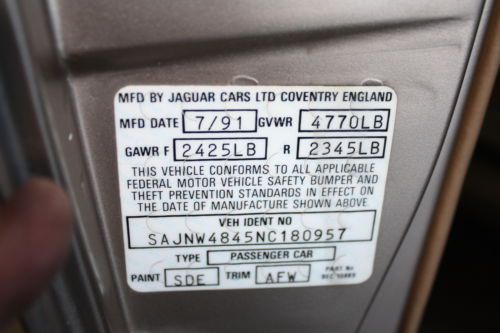 MFD BY JAGUAR CARS LTD COVENTRY ENGLAND
MFD DATE 7/91 GVWR 4770LB
GAWR F 2425LB R 2345LB
THIS VEHICLE CONFORMS TO ALL APPLICABLE
FEDERAL MOTOR VEHICLE SAFETY BUMPER AND
THEFT PREVENTION STANDARDS IN EFFECT ON
THE DATE OF MANUFACTURE SHOWN ABOVE
VEH IDENT NO
SAJNW4845NC180957
TYPE PASSENGER CAR
PAINT SDE TRIM AFW PART No